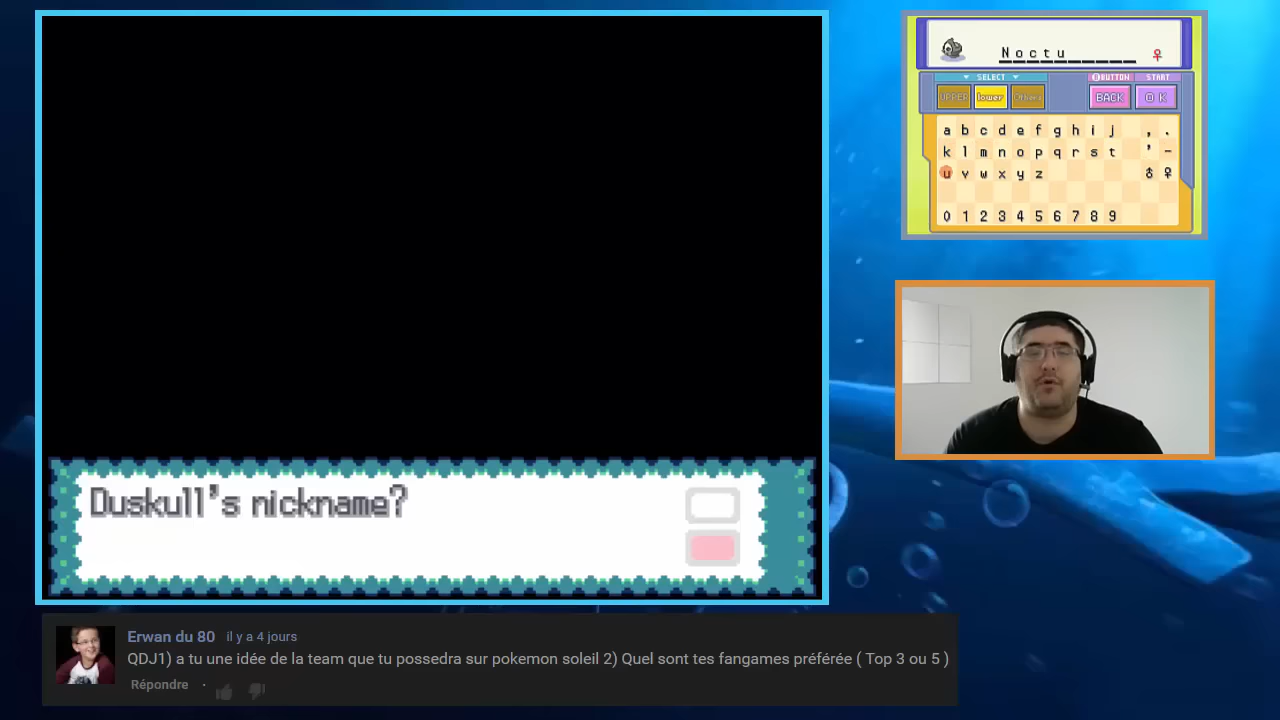 Noctu ♀
SELECT
B BUTTON START
UPPER lower Others BACK OK
a b c d e f g h i j , .
k l m n o p q r s t ' -
u v w x y z ♂ ♀
0 1 2 3 4 5 6 7 8 9
Duskull's nickname?
Erwan du 80 il y a 4 jours
QDJ1) a tu une idée de la team que tu possedra sur pokemon soleil 2) Quel sont tes fangames préférée ( Top 3 ou 5 )
Répondre ·